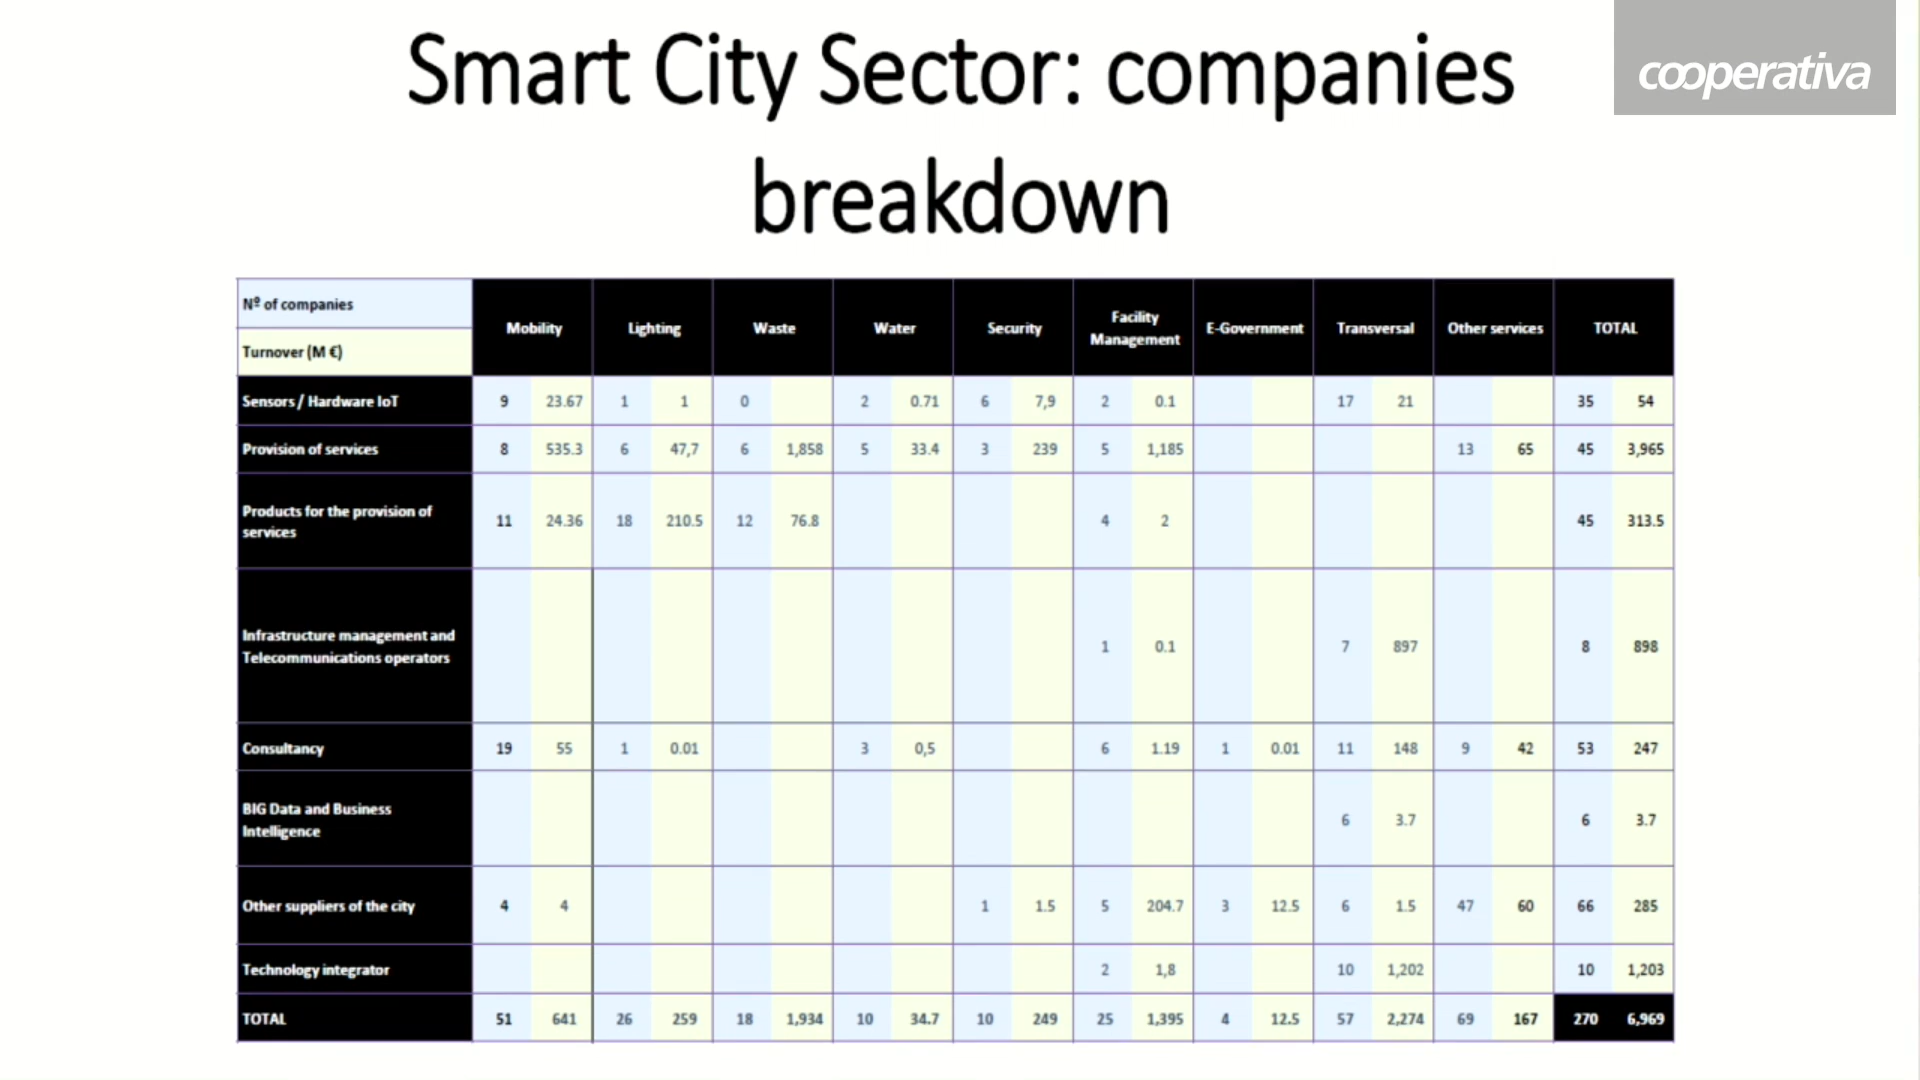 Smart City Sector: companies
breakdown
cooperativa
Nº of companies
Turnover (M €)
Mobility Lighting Waste Water Security Facility Management E-Government Transversal Other services TOTAL
Sensors / Hardware IoT 9 23.67 1 1 0 2 0.71 6 7,9 2 0.1 17 21 35 54
Provision of services 8 535.3 6 47,7 6 1,858 5 33.4 3 239 5 1,185 13 65 45 3,965
Products for the provision of
services 11 24.36 18 210.5 12 76.8 4 2 45 313.5
Infrastructure management and
Telecommunications operators 1 0.1 7 897 8 898
Consultancy 19 55 1 0.01 3 0,5 6 1.19 1 0.01 11 148 9 42 53 247
BIG Data and Business
Intelligence 6 3.7 6 3.7
Other suppliers of the city 4 4 1 1.5 5 204.7 3 12.5 6 1.5 47 60 66 285
Technology integrator 2 1,8 10 1,202 10 1,203
TOTAL 51 641 26 259 18 1,934 10 34.7 10 249 25 1,395 4 12.5 57 2,274 69 167 270 6,969